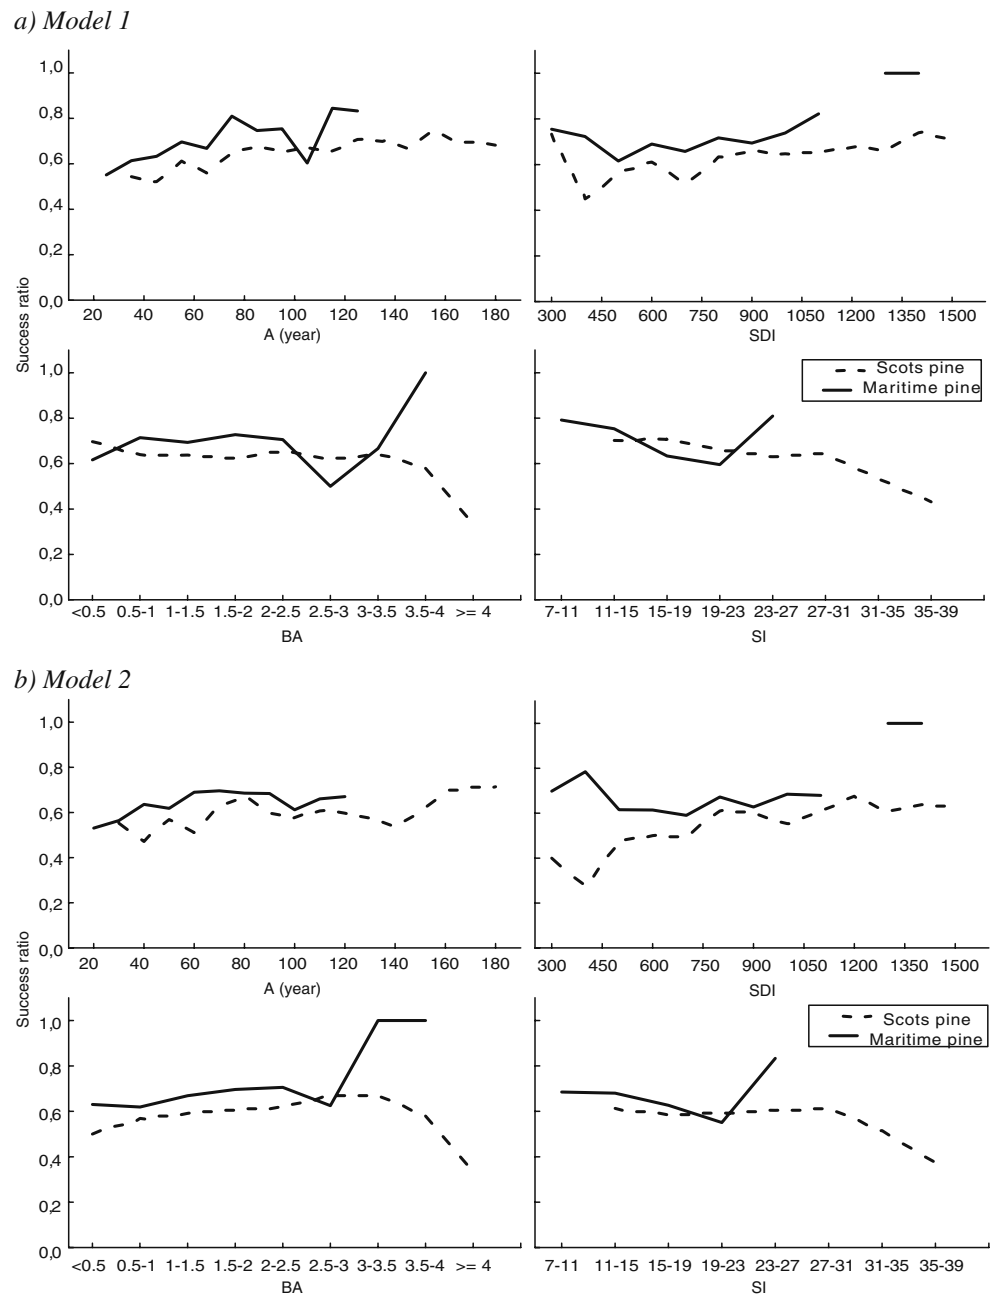 a) Model 1
Success ratio
1,0
0,8
0,6
0,4
0,2
0,0
20 40 60 80 100 120 140 160 180
A (year)
300 450 600 750 900 1050 1200 1350 1500
SDI
1,0
0,8
0,6
0,4
0,2
0,0
<0.5 0.5-1 1-1.5 1.5-2 2-2.5 2.5-3 3-3.5 3.5-4 >= 4
BA
Scots pine
Maritime pine
7-11 11-15 15-19 19-23 23-27 27-31 31-35 35-39
SI
b) Model 2
Success ratio
1,0
0,8
0,6
0,4
0,2
0,0
20 40 60 80 100 120 140 160 180
A (year)
300 450 600 750 900 1050 1200 1350 1500
SDI
1,0
0,8
0,6
0,4
0,2
0,0
<0.5 0.5-1 1-1.5 1.5-2 2-2.5 2.5-3 3-3.5 3.5-4 >= 4
BA
Scots pine
Maritime pine
7-11 11-15 15-19 19-23 23-27 27-31 31-35 35-39
SI